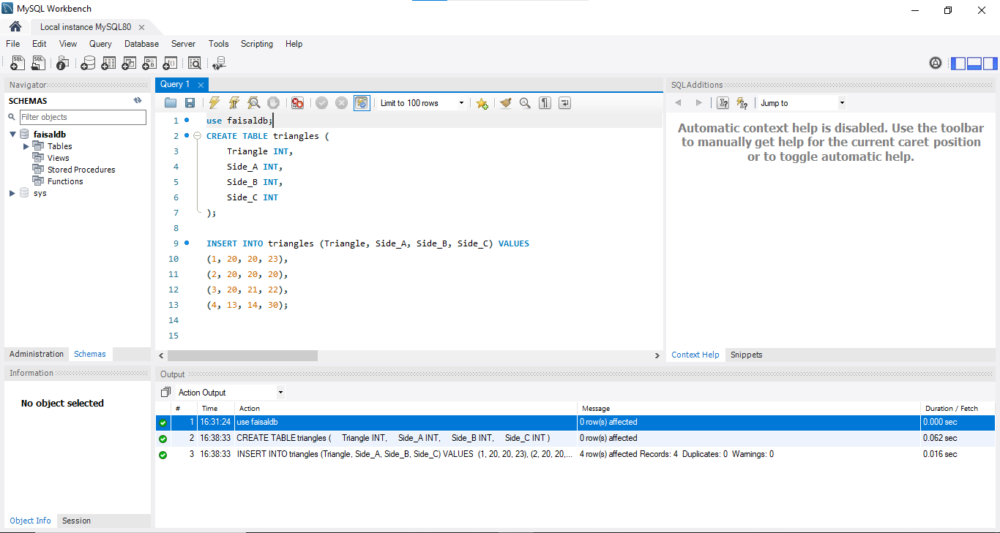 MySQL Workbench
Local instance MySQL80
File Edit View Query Database Server Tools Scripting Help
Navigator
SCHEMAS
Filter objects
faisaldb
Tables
Views
Stored Procedures
Functions
sys
Administration Schemas
Information
No object selected
Object Info Session
Query 1
Limit to 100 rows
1 use faisaldb;
2 CREATE TABLE triangles (
3 Triangle INT,
4 Side_A INT,
5 Side_B INT,
6 Side_C INT
7 );
8
9 INSERT INTO triangles (Triangle, Side_A, Side_B, Side_C) VALUES
10 (1, 20, 20, 23),
11 (2, 20, 20, 20),
12 (3, 20, 21, 22),
13 (4, 13, 14, 30);
14
15
SQLAdditions
Jump to
Automatic context help is disabled. Use the toolbar
to manually get help for the current caret position
or to toggle automatic help.
Context Help Snippets
Output
Action Output
# Time Action Message Duration / Fetch
1 16:31:24 use faisaldb 0 row(s) affected 0.000 sec
2 16:38:33 CREATE TABLE triangles ( Triangle INT, Side_A INT, Side_B INT, Side_C INT ) 0 row(s) affected 0.062 sec
3 16:38:33 INSERT INTO triangles (Triangle, Side_A, Side_B, Side_C) VALUES (1, 20, 20, 23), (2, 20, 20,... 4 row(s) affected Records: 4 Duplicates: 0 Warnings: 0 0.016 sec